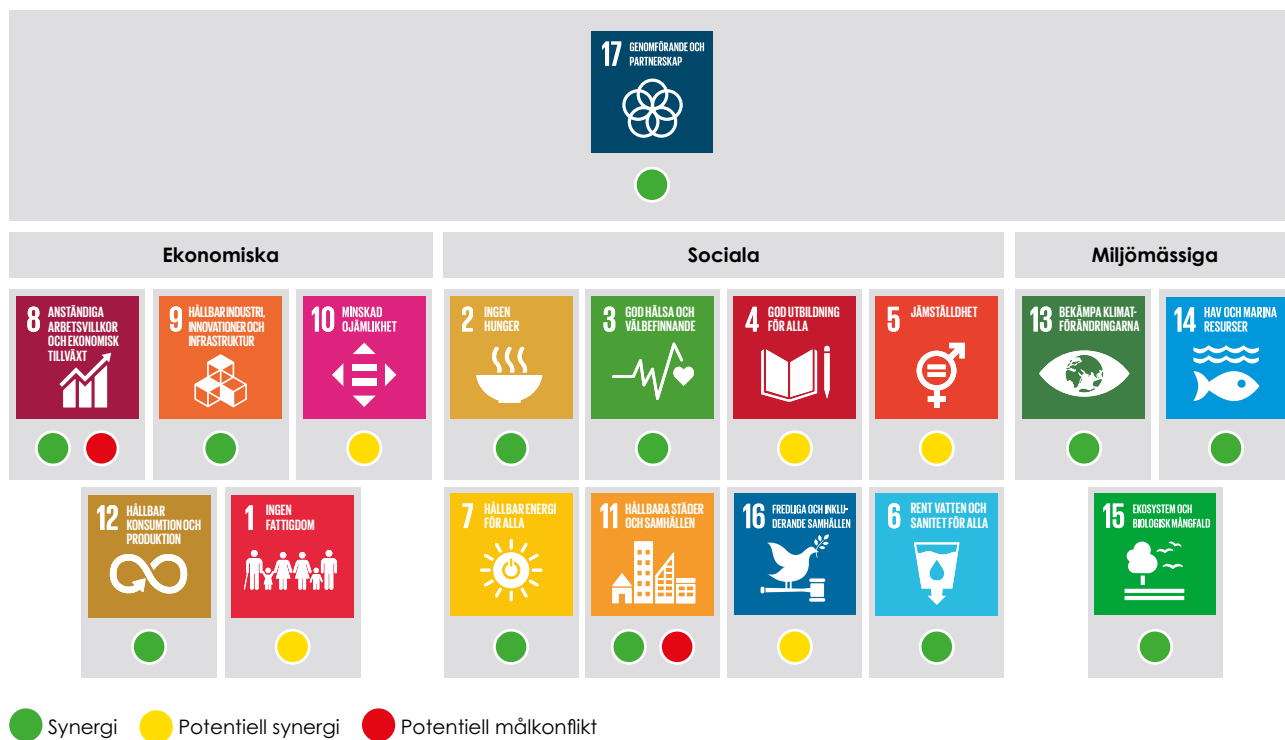 17 GENOMFÖRANDE OCH
PARTNERSKAP
Ekonomiska
Sociala
Miljömässiga
8 ANSTÄNDIGA
ARBETSVILLKOR
OCH EKONOMISK
TILLVÄXT
9 HÅLLBAR INDUSTRI,
INNOVATIONER OCH
INFRASTRUKTUR
10 MINSKAD
OJÄMLIKHET
2 INGEN
HUNGER
3 GOD HÄLSA OCH
VÄLBEFINNANDE
4 GOD UTBILDNING
FÖR ALLA
5 JÄMSTÄLLDHET
13 BEKÄMPA KLIMAT-
FÖRÄNDRINGARNA
14 HAV OCH MARINA
RESURSER
12 HÅLLBAR
KONSUMTION OCH
PRODUKTION
1 INGEN
FATTIGDOM
7 HÅLLBAR ENERGI
FÖR ALLA
11 HÅLLBARA STÄDER
OCH SAMHÄLLEN
16 FREDLIGA OCH INKLU-
DERANDE SAMHÄLLEN
6 RENT VATTEN OCH
SANITET FÖR ALLA
15 EKOSYSTEM OCH
BIOLOGISK MÅNGFALD
Synergi
Potentiell synergi
Potentiell målkonflikt